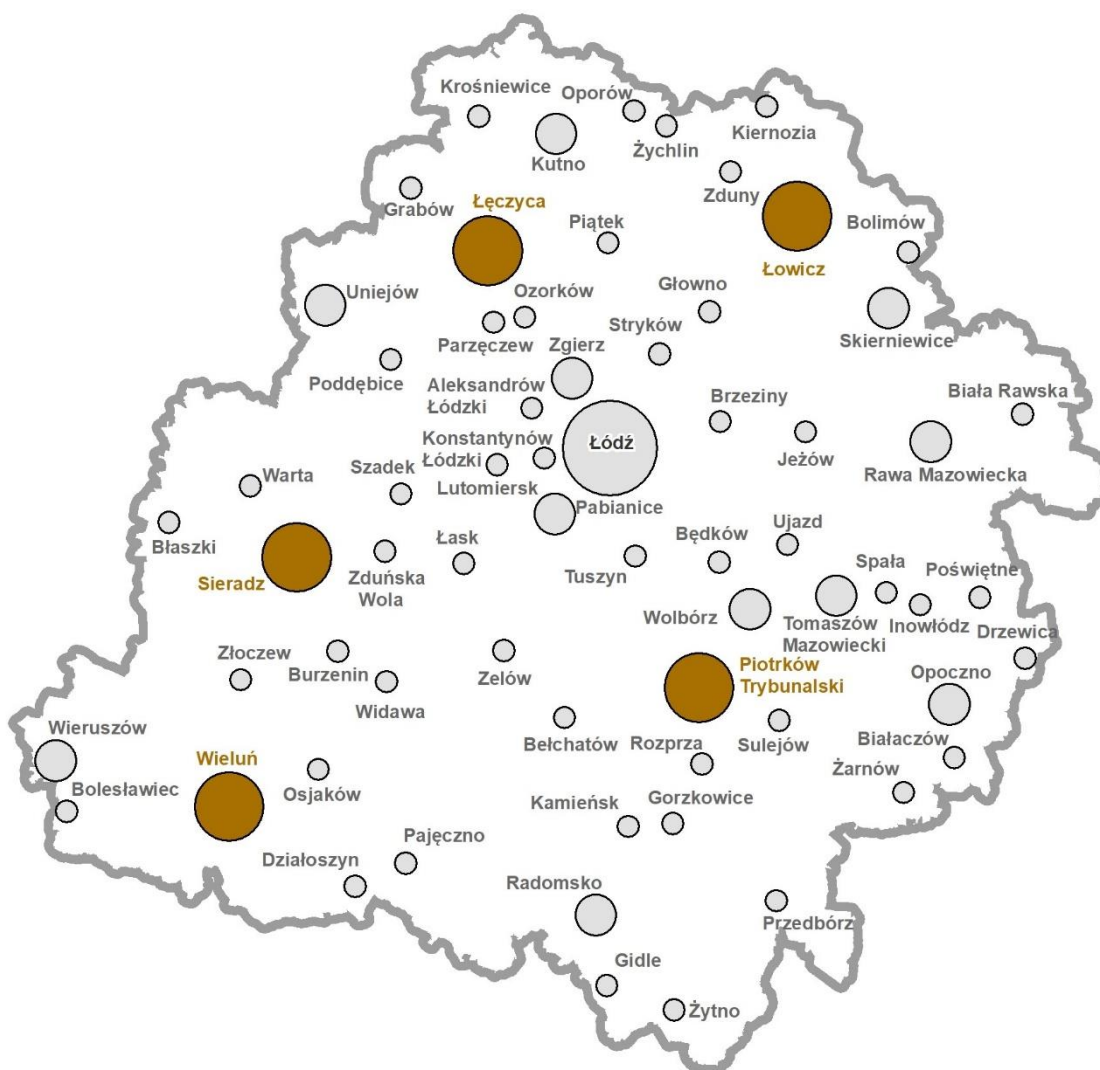 Krośniewice
Oporów
Kiernozia
Żychlin
Kutno
Zduny
Grabów
Łęczyca
Piątek
Bolimów
Łowicz
Uniejów
Ozorków
Głowno
Stryków
Parzęczew
Skierniewice
Zgierz
Poddębice
Aleksandrów
Łódzki
Brzeziny
Biała Rawska
Konstantynów
Łódzki
Łódź
Jeżów
Rawa Mazowiecka
Warta
Szadek
Lutomiersk
Pabianice
Błaszki
Łask
Będków
Ujazd
Sieradz
Zduńska
Wola
Tuszyn
Spała
Poświętne
Wolbórz
Tomaszów
Mazowiecki
Inowłódz
Drzewica
Złoczew
Burzenin
Widawa
Zelów
Piotrków
Trybunalski
Opoczno
Wieruszów
Bełchatów
Rozprza
Sulejów
Białaczów
Wieluń
Żarnów
Bolesławiec
Osjaków
Kamieńsk
Gorzkowice
Działoszyn
Pajęczno
Radomsko
Przedbórz
Gidle
Żytno